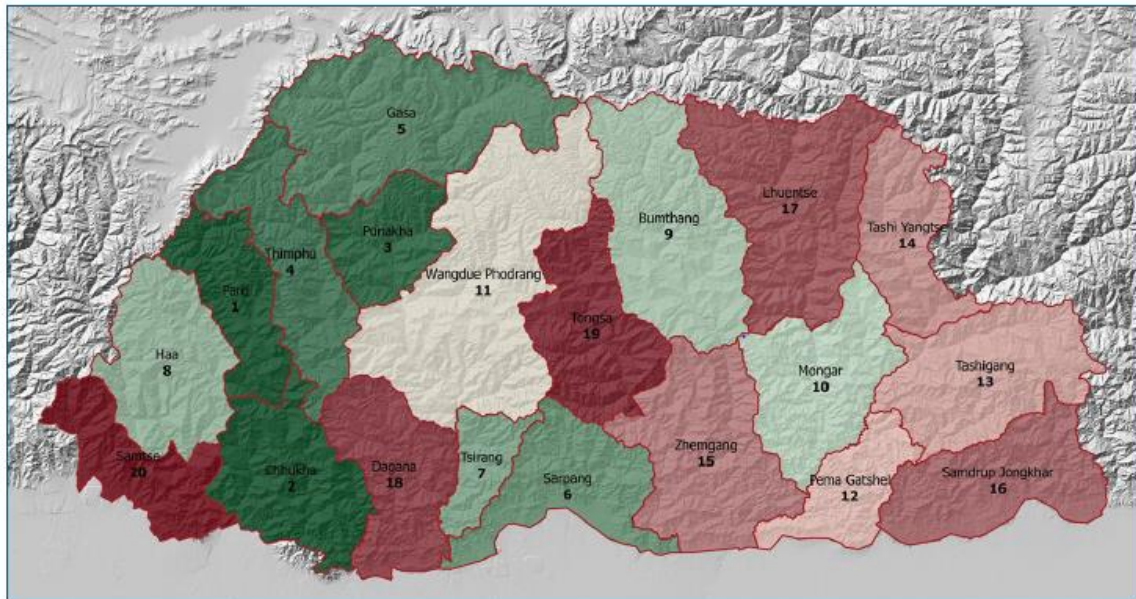 Gasa
5
Punakha
3
Thimphu
4
Paro
1
Haa
8
Samtse
20
Chhukha
2
Dagana
18
Tsirang
7
Sarpang
6
Wangdue Phodrang
11
Tongsa
19
Bumthang
9
Lhuentse
17
Tashi Yangtse
14
Mongar
10
Tashigang
13
Zhemgang
15
Pema Gatshel
12
Samdrup Jongkhar
16